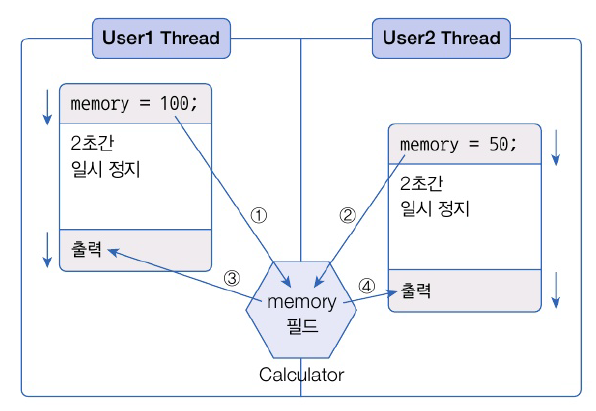 User1 Thread
User2 Thread
memory = 100;
2초간
일시 정지
출력
memory = 50;
2초간
일시 정지
출력
①
②
③
④
memory
필드
Calculator